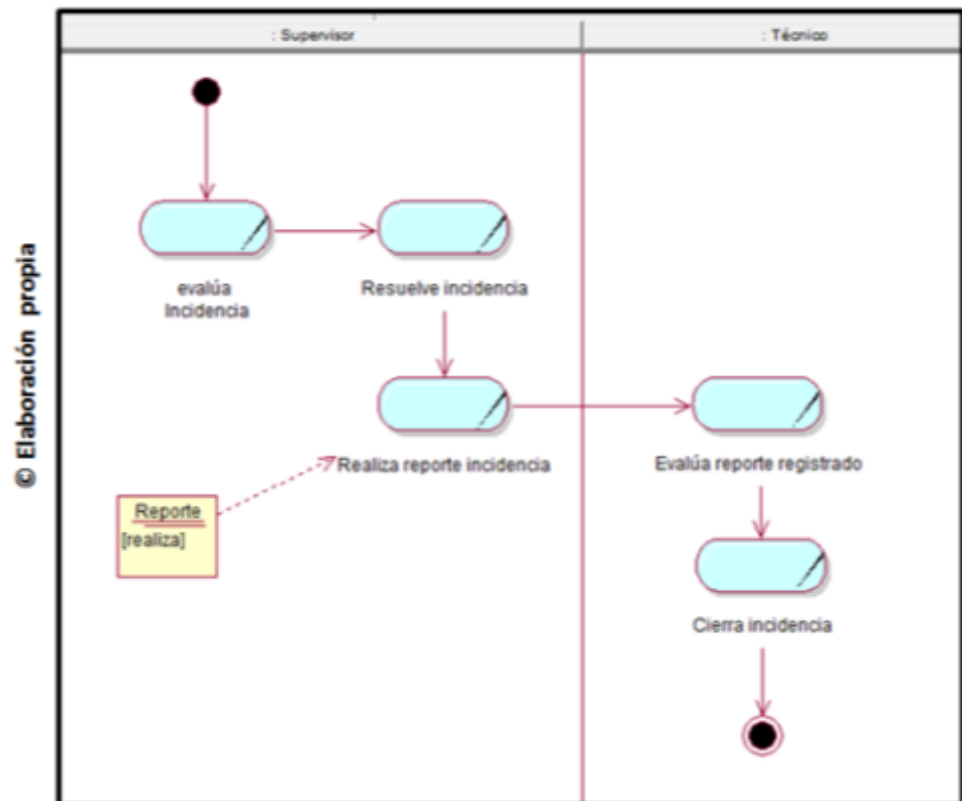 : Supervisor
: Técnico
© Elaboración propia
evalúa
Incidencia
Resuelve incidencia
Realiza reporte incidencia
Evalúa reporte registrado
Reporte
[realiza]
Cierra incidencia